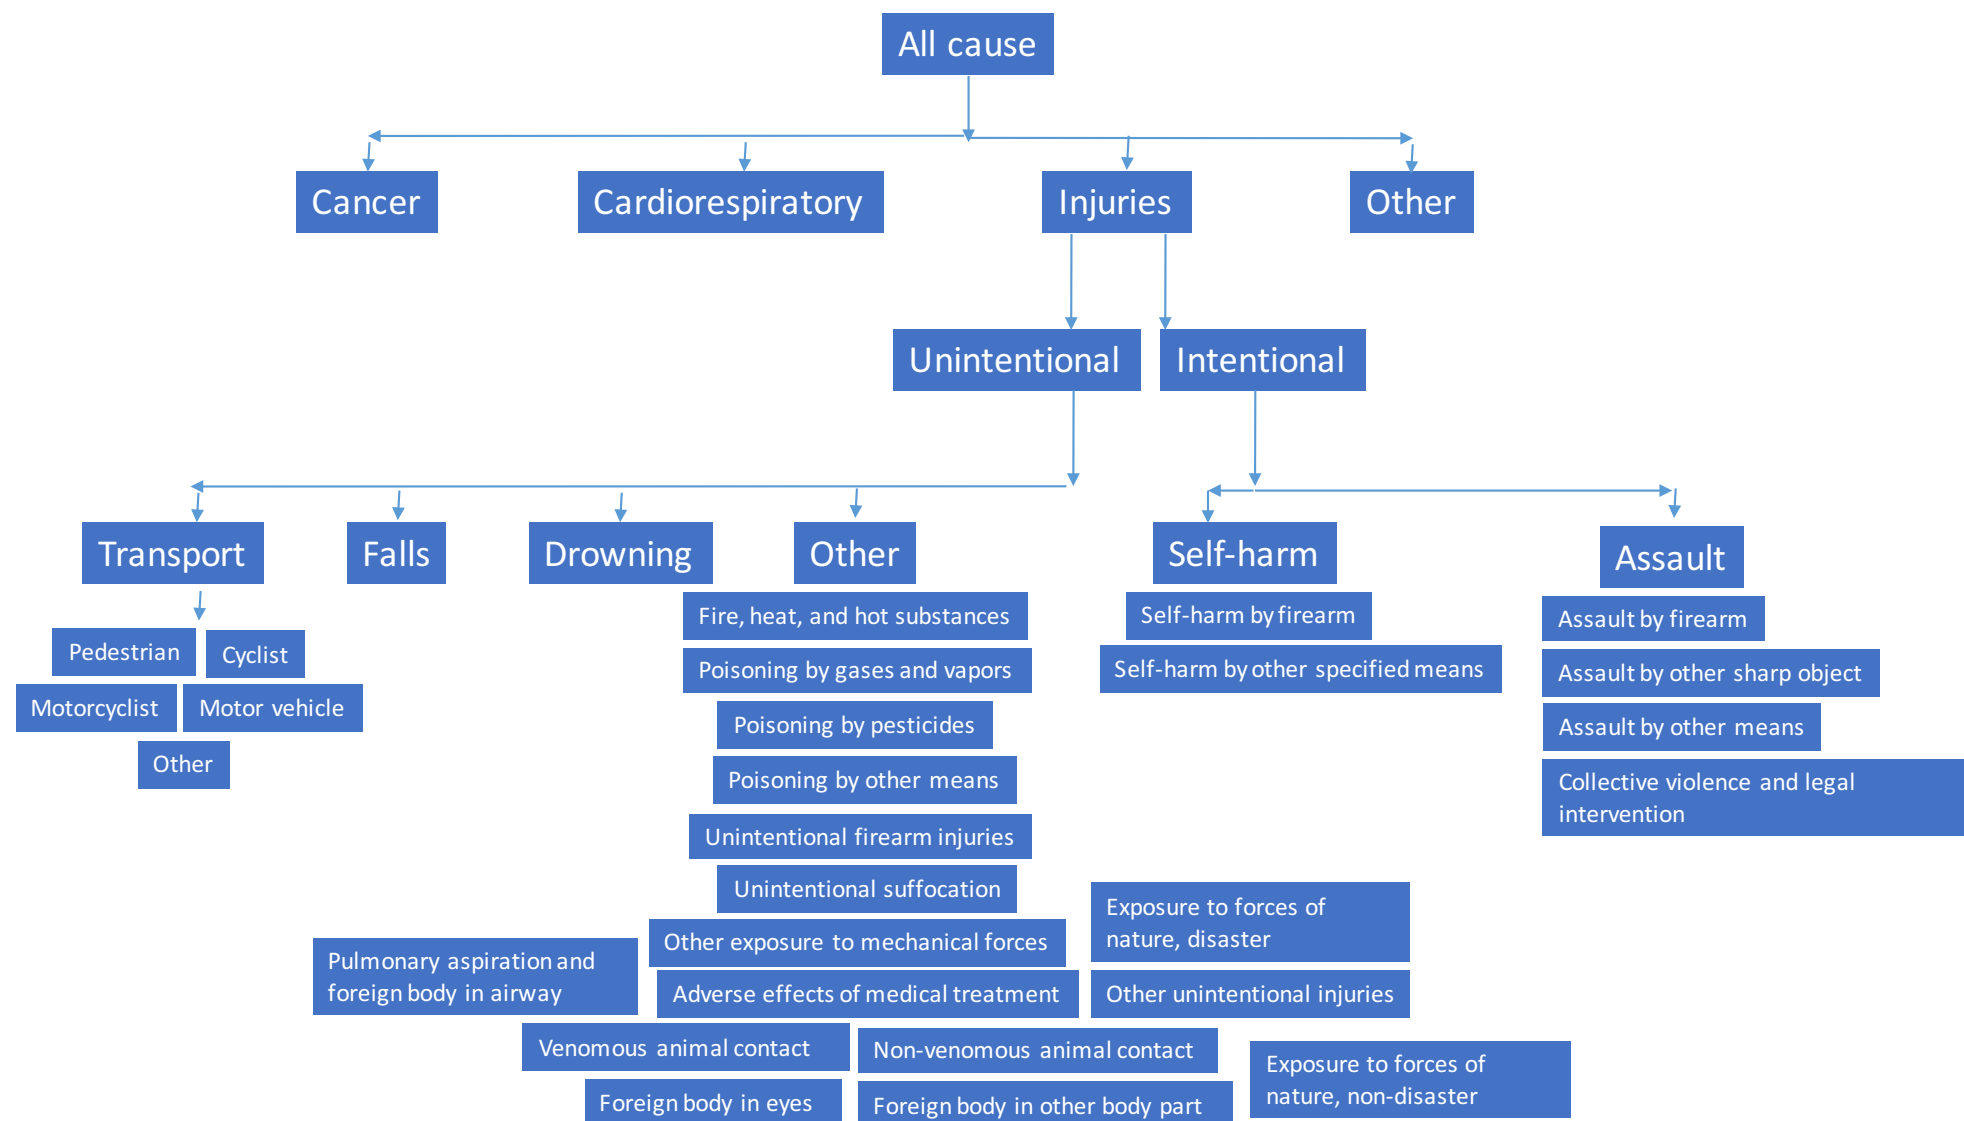 All cause
Cancer
Cardiorespiratory
Injuries
Other
Unintentional
Intentional
Transport
Falls
Drowning
Other
Self-harm
Assault
Pedestrian
Cyclist
Motorcyclist
Motor vehicle
Other
Fire, heat, and hot substances
Poisoning by gases and vapors
Poisoning by pesticides
Poisoning by other means
Unintentional firearm injuries
Unintentional suffocation
Other exposure to mechanical forces
Adverse effects of medical treatment
Pulmonary aspiration and
foreign body in airway
Exposure to forces of
nature, disaster
Other unintentional injuries
Venomous animal contact
Non-venomous animal contact
Exposure to forces of
nature, non-disaster
Foreign body in eyes
Foreign body in other body part
Self-harm by firearm
Self-harm by other specified means
Assault by firearm
Assault by other sharp object
Assault by other means
Collective violence and legal
intervention